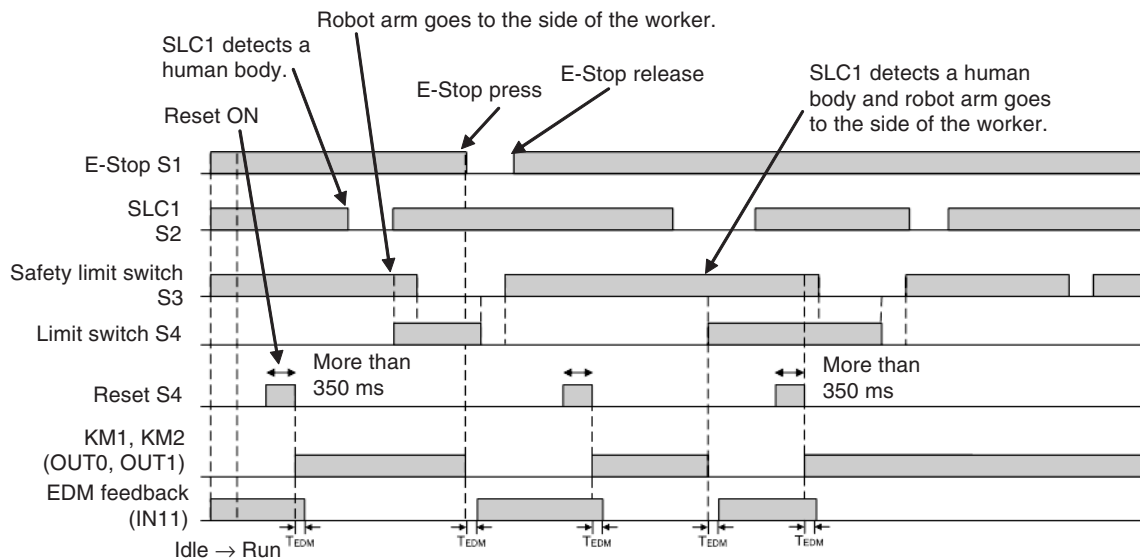 Robot arm goes to the side of the worker.
SLC1 detects a
human body.
E-Stop press
E-Stop release
SLC1 detects a human
body and robot arm goes
to the side of the worker.
Reset ON
E-Stop S1
SLC1
S2
Safety limit switch
S3
Limit switch S4
More than
350 ms
More than
350 ms
Reset S4
KM1, KM2
(OUT0, OUT1)
EDM feedback
(IN11)
TEDM
TEDM
TEDM
TEDM
TEDM
Idle → Run